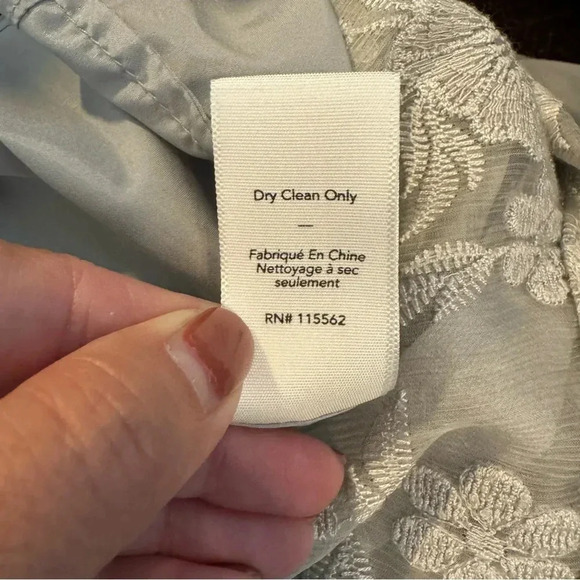 Dry Clean Only
—
Fabriqué En Chine
Nettoyage à sec
seulement
RN# 115562